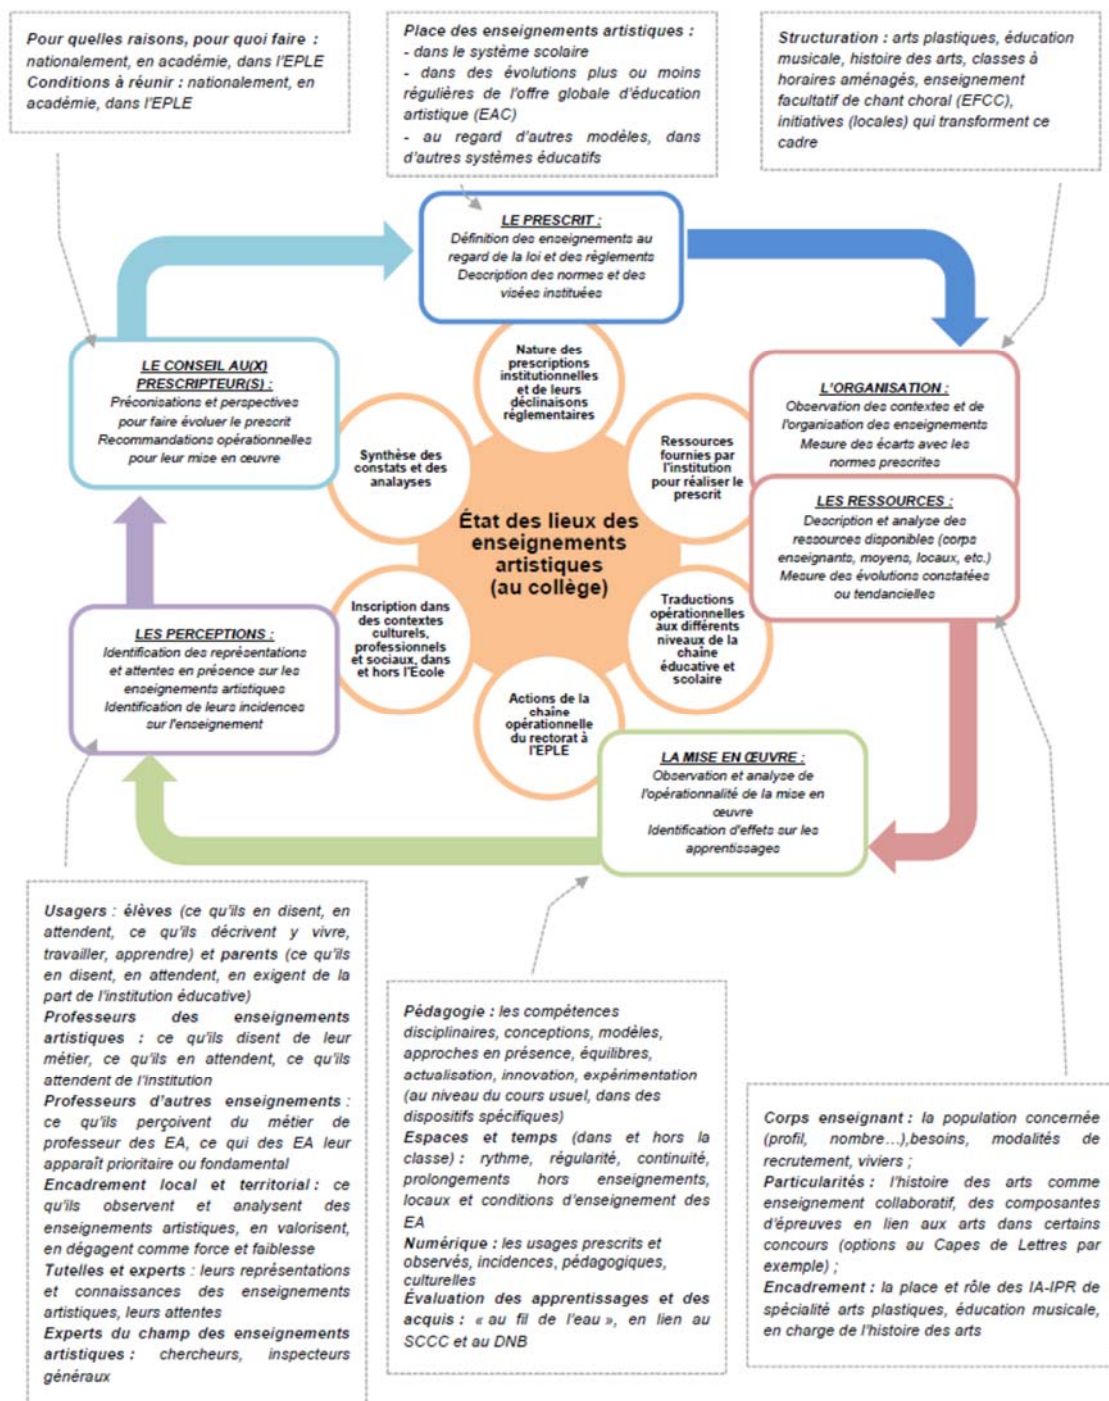 Pour quelles raisons, pour quoi faire :
nationalement, en académie, dans l'EPLE
Conditions à réunir : nationalement, en
académie, dans l'EPLE
Place des enseignements artistiques :
- dans le système scolaire
- dans des évolutions plus ou moins
régulières de l'offre globale d'éducation
artistique (EAC)
- au regard d'autres modèles, dans
d'autres systèmes éducatifs
Structuration : arts plastiques, éducation
musicale, histoire des arts, classes à
horaires aménagés, enseignement
facultatif de chant choral (EFCC),
initiatives (locales) qui transforment ce
cadre
LE PRESCRIT :
Définition des enseignements au
regard de la loi et des règlements
Description des normes et des
visées instituées
LE CONSEIL AU(X)
PRESCRIPTEUR(S) :
Préconisations et perspectives
pour faire évoluer le prescrit
Recommandations opérationnelles
pour leur mise en œuvre
Nature des
prescriptions
institutionnelles
et de leurs
déclinaisons
réglementaires
L'ORGANISATION :
Observation des contextes et de
l'organisation des enseignements
Mesure des écarts avec les
normes prescrites
Synthèse des
constats et des
analayses
Ressources
fournies par
l'institution
pour réaliser le
prescrit
LES RESSOURCES :
Description et analyse des
ressources disponibles (corps
enseignants, moyens, locaux, etc.)
Mesure des évolutions constatées
ou tendancielles
État des lieux des
enseignements
artistiques
(au collège)
LES PERCEPTIONS :
Identification des représentations
et attentes en présence sur les
enseignements artistiques
Identification de leurs incidences
sur l'enseignement
Inscription dans
des contextes
culturels,
professionnels
et sociaux, dans
et hors l'École
Traductions
opérationnelles
aux différents
niveaux de la
chaîne
éducative et
scolaire
Actions de la
chaîne
opérationnelle
du rectorat à
l'EPLE
LA MISE EN ŒUVRE :
Observation et analyse de
l'opérationnalité de la mise en
œuvre
Identification d'effets sur les
apprentissages
Usagers : élèves (ce qu'ils en disent, en
attendent, ce qu'ils décrivent y vivre,
travailler, apprendre) et parents (ce qu'ils
en disent, en attendent, en exigent de la
part de l'institution éducative)
Professeurs des enseignements
artistiques : ce qu'ils disent de leur
métier, ce qu'ils en attendent, ce qu'ils
attendent de l'institution
Professeurs d'autres enseignements :
ce qu'ils perçoivent du métier de
professeur des EA, ce qui des EA leur
apparaît prioritaire ou fondamental
Encadrement local et territorial : ce
qu'ils observent et analysent des
enseignements artistiques, en valorisent,
en dégagent comme force et faiblesse
Tutelles et experts : leurs représentations
et connaissances des enseignements
artistiques, leurs attentes
Experts du champ des enseignements
artistiques : chercheurs, inspecteurs
généraux
Pédagogie : les compétences
disciplinaires, conceptions, modèles,
approches en présence, équilibres,
actualisation, innovation, expérimentation
(au niveau du cours usuel, dans des
dispositifs spécifiques)
Espaces et temps (dans et hors la
classe) : rythme, régularité, continuité,
prolongements hors enseignements,
locaux et conditions d'enseignement des
EA
Numérique : les usages prescrits et
observés, incidences, pédagogiques,
culturelles
Évaluation des apprentissages et des
acquis : « au fil de l'eau », en lien au
SCCC et au DNB
Corps enseignant : la population concernée
(profil, nombre…),besoins, modalités de
recrutement, viviers ;
Particularités : l'histoire des arts comme
enseignement collaboratif, des composantes
d'épreuves en lien aux arts dans certains
concours (options au Capes de Lettres par
exemple) ;
Encadrement : la place et rôle des IA-IPR de
spécialité arts plastiques, éducation musicale,
en charge de l'histoire des arts